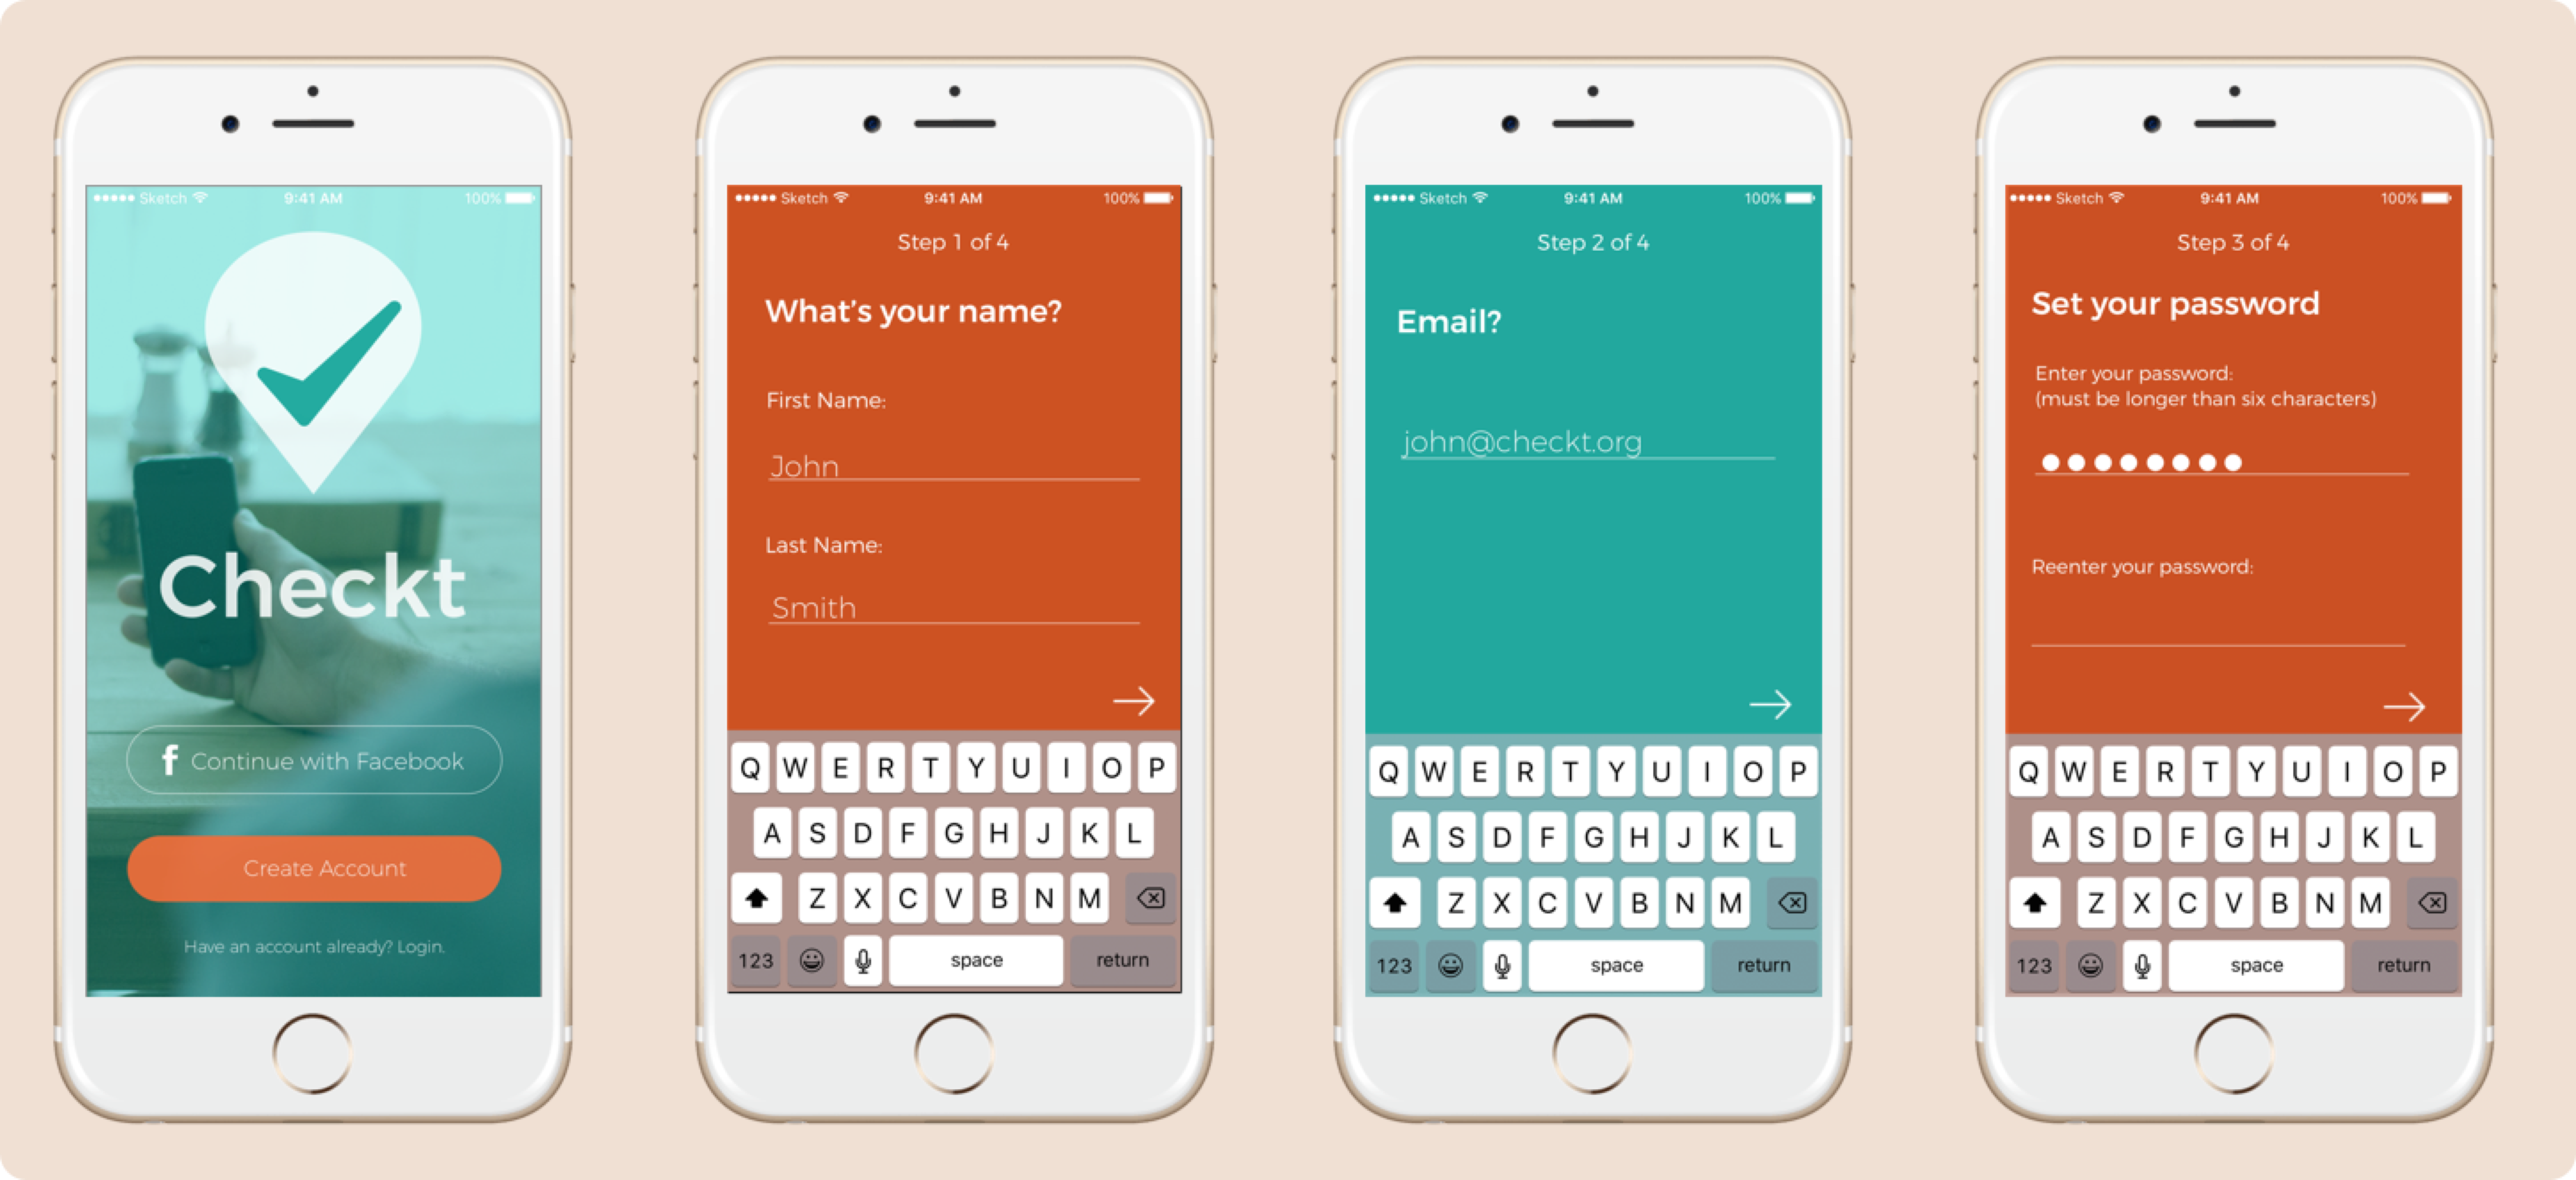 Sketch 9:41 AM 100%
Checkt
f Continue with Facebook
Create Account
Have an account already? Login.
Sketch 9:41 AM 100%
Step 1 of 4
What's your name?
First Name:
John
Last Name:
Smith
Q W E R T Y U I O P
A S D F G H J K L
Z X C V B N M
123 space return
Sketch 9:41 AM 100%
Step 2 of 4
Email?
john@checkt.org
Q W E R T Y U I O P
A S D F G H J K L
Z X C V B N M
123 space return
Sketch 9:41 AM 100%
Step 3 of 4
Set your password
Enter your password:
(must be longer than six characters)
Reenter your password:
Q W E R T Y U I O P
A S D F G H J K L
Z X C V B N M
123 space return